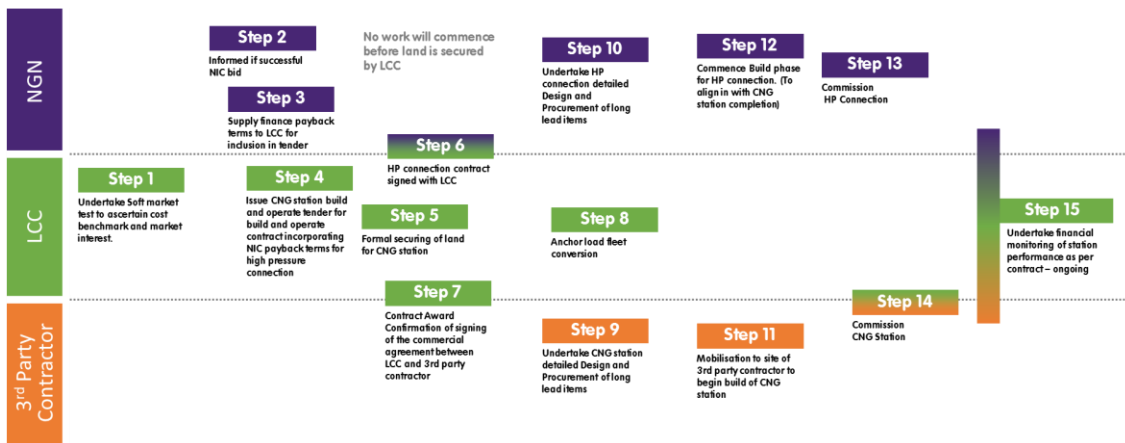 NGN
Step 2
Informed if successful
NIC bid
Step 3
Supply finance payback
terms to LCC for
inclusion in tender
No work will commence
before land is secured
by LCC
Step 6
HP connection contract
signed with LCC
Step 10
Undertake HP
connection detailed
Design and
Procurement of long
lead items
Step 12
Commence Build phase
for HP connection. (To
align in with CNG
station completion)
Step 13
Commission
HP Connection
LCC
Step 1
Undertake Soft market
test to ascertain cost
benchmark and market
interest.
Step 4
Issue CNG station build
and operate tender for
build and operate
contract incorporating
NIC payback terms for
high pressure
connection
Step 5
Formal securing of land
for CNG station
Step 7
Contract Award
Confirmation of signing
of the commercial
agreement between
LCC and 3rd party
contractor
Step 8
Anchor load fleet
conversion
Step 14
Commission
CNG Station
Step 15
Undertake financial
monitoring of station
performance as per
contract – ongoing
3rd Party
Contractor
Step 9
Undertake CNG station
detailed Design and
Procurement of long
lead items
Step 11
Mobilisation to site of
3rd party contractor to
begin build of CNG
station